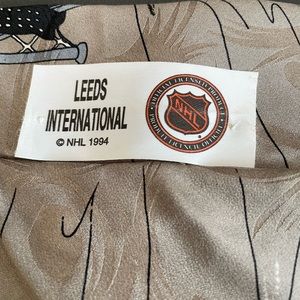 LEEDS
INTERNATIONAL
© NHL 1994
NHL